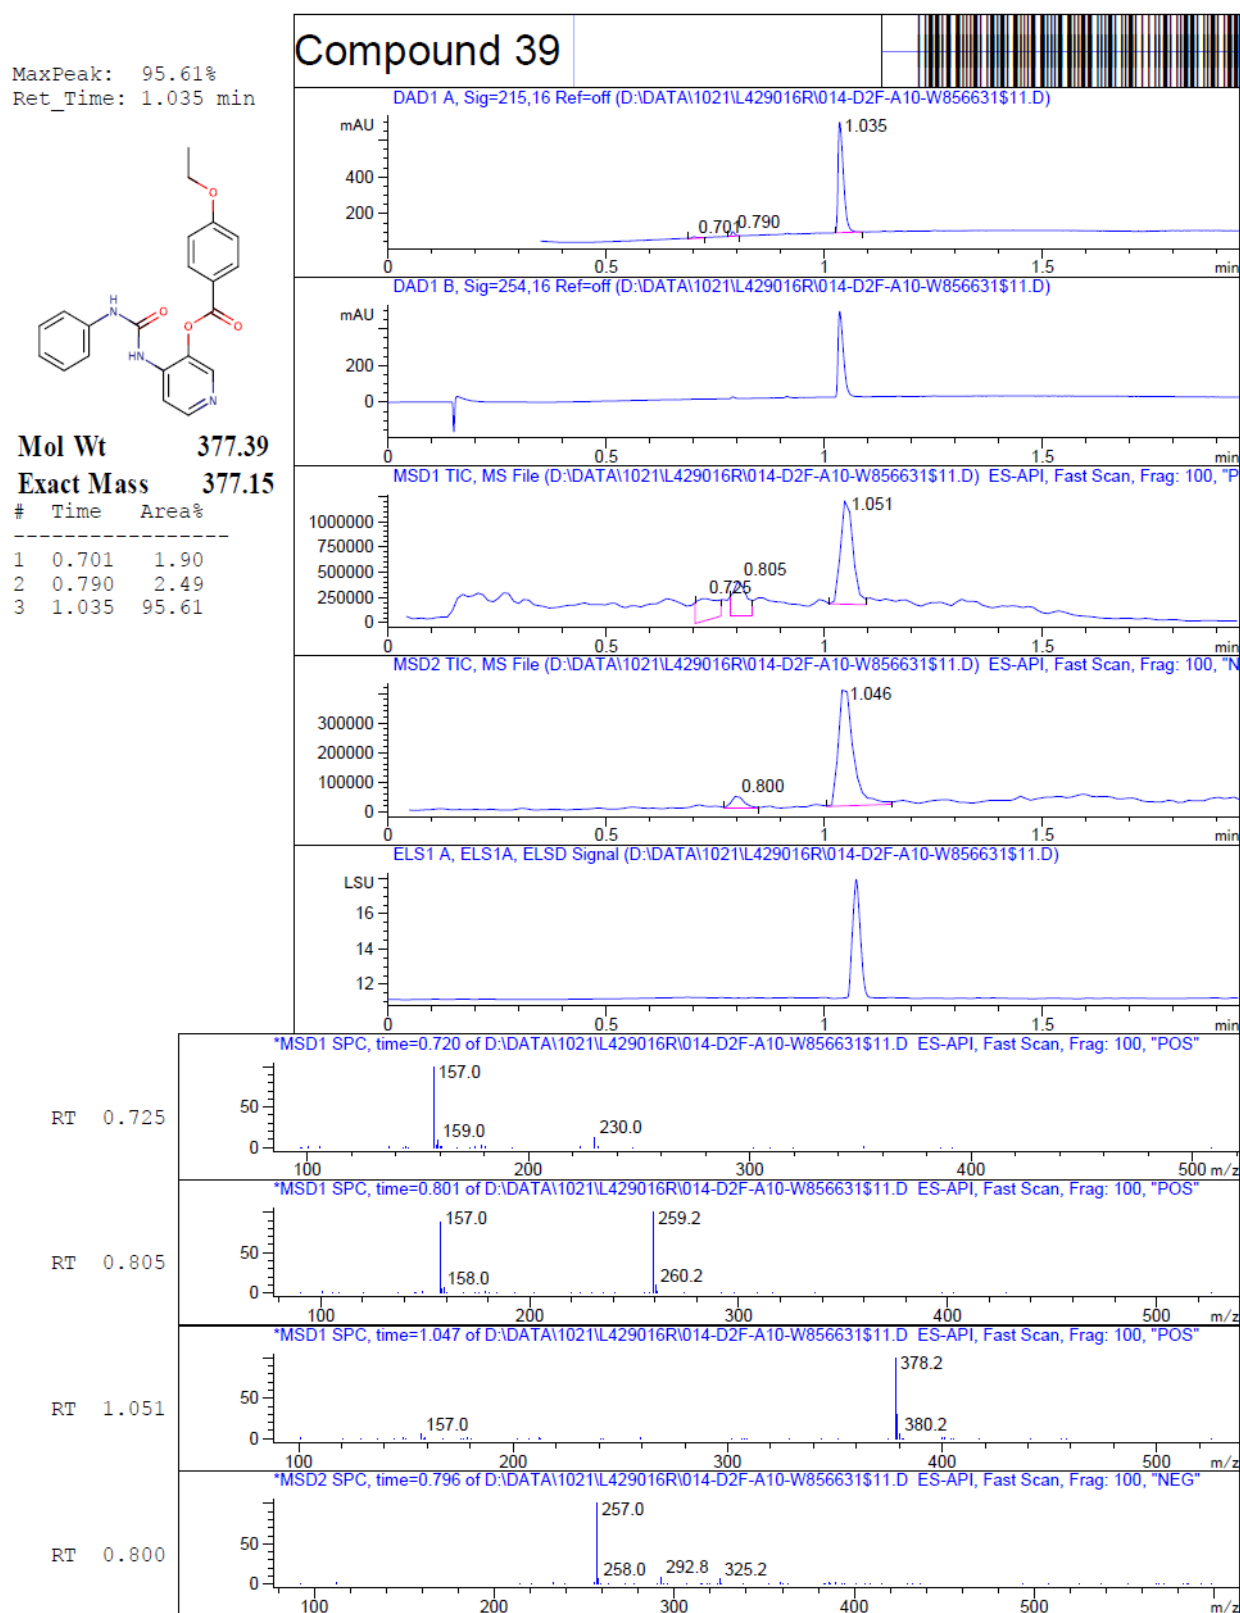 Compound 39
MaxPeak: 95.61%
Ret_Time: 1.035 min
O
O
O
O
H
N
HN
N
Mol Wt 377.39
Exact Mass 377.15
# Time Area%
-----------------
1 0.701 1.90
2 0.790 2.49
3 1.035 95.61
DAD1 A, Sig=215,16 Ref=off (D:\DATA\1021\L429016R\014-D2F-A10-W856631$11.D)
mAU
400
200
0.701
0.790
1.035
0 0.5 1 1.5 min
DAD1 B, Sig=254,16 Ref=off (D:\DATA\1021\L429016R\014-D2F-A10-W856631$11.D)
mAU
200
0
0 0.5 1 1.5 min
MSD1 TIC, MS File (D:\DATA\1021\L429016R\014-D2F-A10-W856631$11.D) ES-API, Fast Scan, Frag: 100, "P
1000000
750000
500000
250000
0
0.725
0.805
1.051
0 0.5 1 1.5 min
MSD2 TIC, MS File (D:\DATA\1021\L429016R\014-D2F-A10-W856631$11.D) ES-API, Fast Scan, Frag: 100, "N
300000
200000
100000
0
0.800
1.046
0 0.5 1 1.5 min
ELS1 A, ELS1A, ELSD Signal (D:\DATA\1021\L429016R\014-D2F-A10-W856631$11.D)
LSU
16
14
12
0 0.5 1 1.5 min
*MSD1 SPC, time=0.720 of D:\DATA\1021\L429016R\014-D2F-A10-W856631$11.D ES-API, Fast Scan, Frag: 100, "POS"
RT 0.725
50
0
157.0
159.0
230.0
100 200 300 400 500 m/z
*MSD1 SPC, time=0.801 of D:\DATA\1021\L429016R\014-D2F-A10-W856631$11.D ES-API, Fast Scan, Frag: 100, "POS"
RT 0.805
50
0
157.0
158.0
259.2
260.2
100 200 300 400 500 m/z
*MSD1 SPC, time=1.047 of D:\DATA\1021\L429016R\014-D2F-A10-W856631$11.D ES-API, Fast Scan, Frag: 100, "POS"
RT 1.051
50
0
157.0
378.2
380.2
100 200 300 400 500 m/z
*MSD2 SPC, time=0.796 of D:\DATA\1021\L429016R\014-D2F-A10-W856631$11.D ES-API, Fast Scan, Frag: 100, "NEG"
RT 0.800
50
0
257.0
258.0
292.8
325.2
100 200 300 400 500 m/z